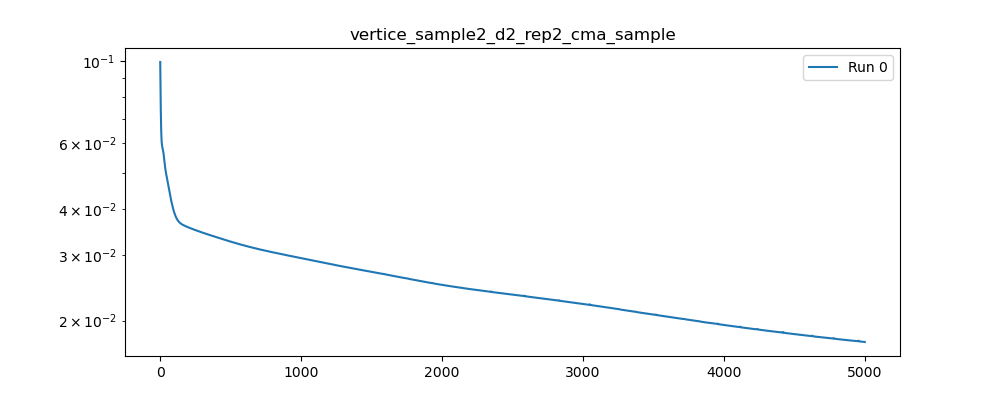 vertice_sample2_d2_rep2_cma_sample
Run 0
10⁻¹
6 × 10⁻²
4 × 10⁻²
3 × 10⁻²
2 × 10⁻²
0 1000 2000 3000 4000 5000